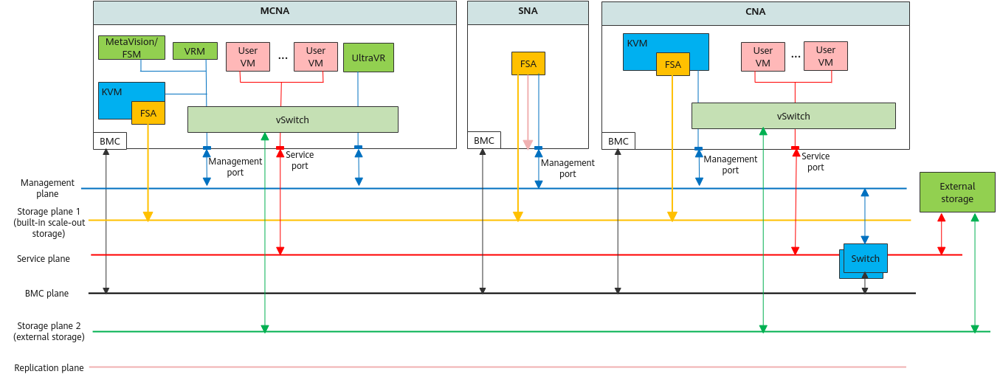 MCNA
SNA
CNA
MetaVision/
FSM
VRM
User
VM
...
User
VM
UltraVR
KVM
FSA
vSwitch
BMC
FSA
BMC
KVM
FSA
User
VM
...
User
VM
vSwitch
BMC
Management
port
Service
port
Management
port
Management
port
Service
port
Management
plane
External
storage
Storage plane 1
(built-in scale-out
storage)
Service plane
Switch
BMC plane
Storage plane 2
(external storage)
Replication plane